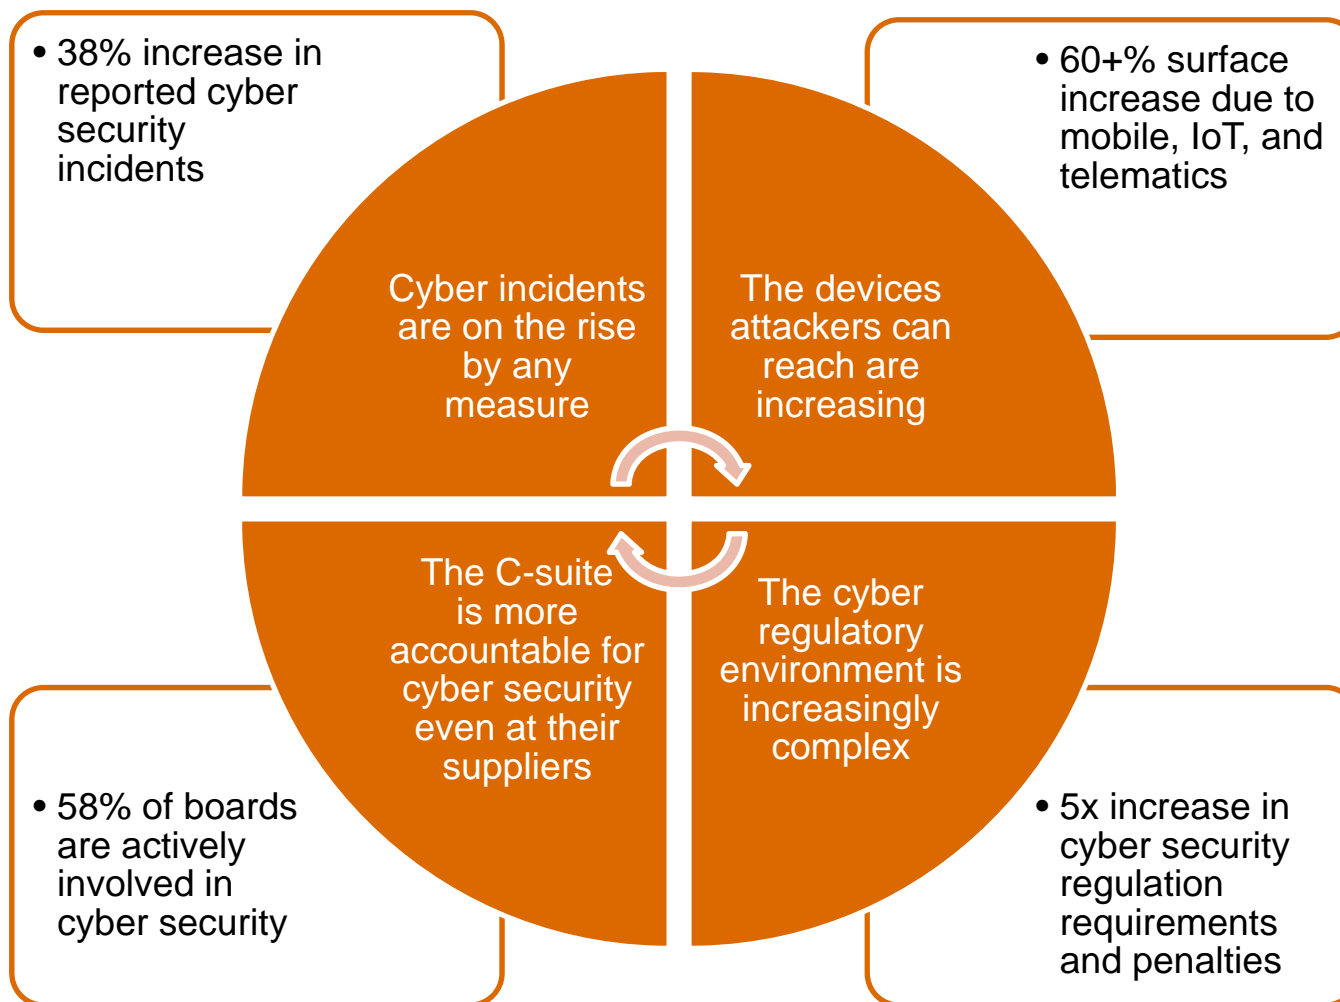 • 38% increase in
reported cyber
security
incidents
• 60+% surface
increase due to
mobile, IoT, and
telematics
Cyber incidents
are on the rise
by any
measure
The devices
attackers can
reach are
increasing
The C-suite
is more
accountable for
cyber security
even at their
suppliers
The cyber
regulatory
environment is
increasingly
complex
• 58% of boards
are actively
involved in
cyber security
• 5x increase in
cyber security
regulation
requirements
and penalties